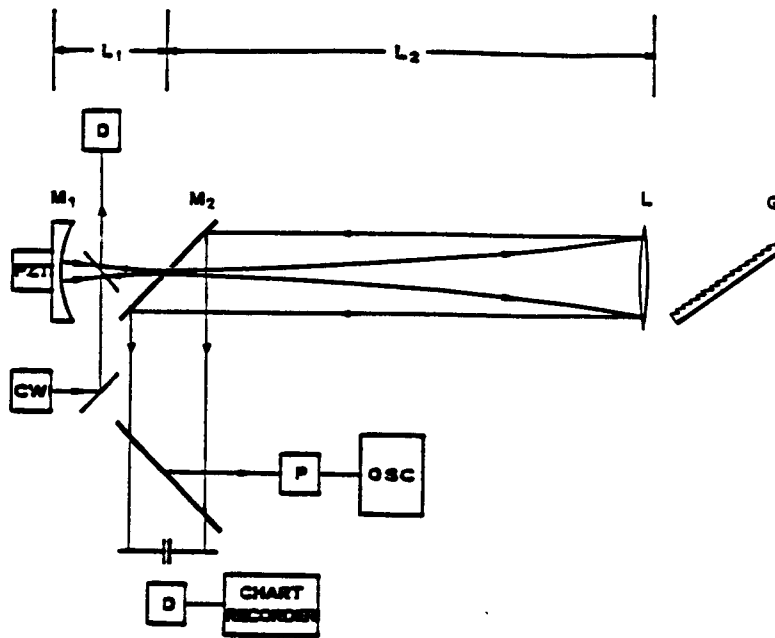 L₁ L₂
D
M₁ M₂ L G
PZT
CW
P OSC
D CHART
RECORDER